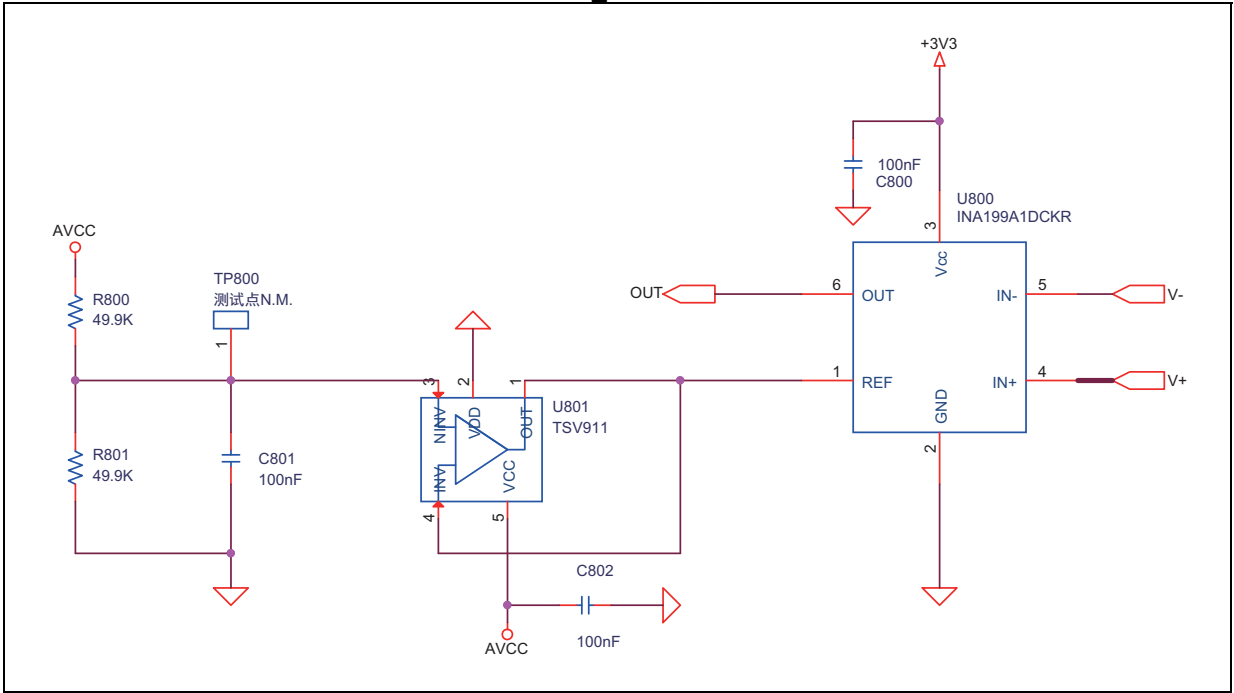 +3V3
100nF
C800
U800
INA199A1DCKR
3
Vcc
AVCC
R800
49.9K
TP800
测试点N.M.
1
OUT
6
OUT
IN-
5
V-
1
REF
IN+
4
V+
GND
2
3
2
1
NINV
VDD
OUT
U801
TSV911
INV
VCC
4
5
R801
49.9K
C801
100nF
C802
100nF
AVCC